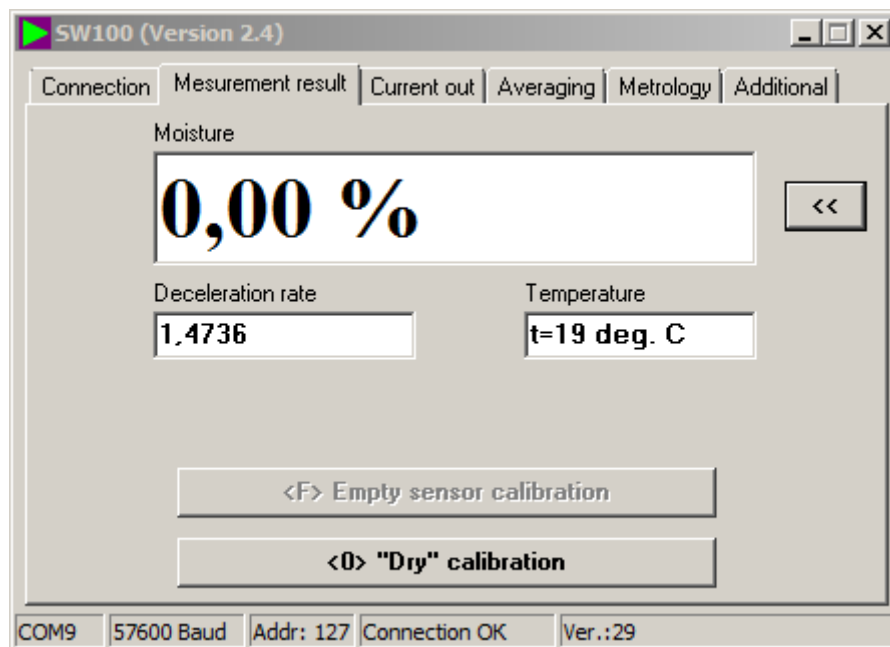 SW100 (Version 2.4)
Connection Mesurement result Current out Averaging Metrology Additional
Moisture
0,00 %
<<
Deceleration rate Temperature
1,4736 t=19 deg. C
<F> Empty sensor calibration
<0> "Dry" calibration
COM9 57600 Baud Addr: 127 Connection OK Ver.:29